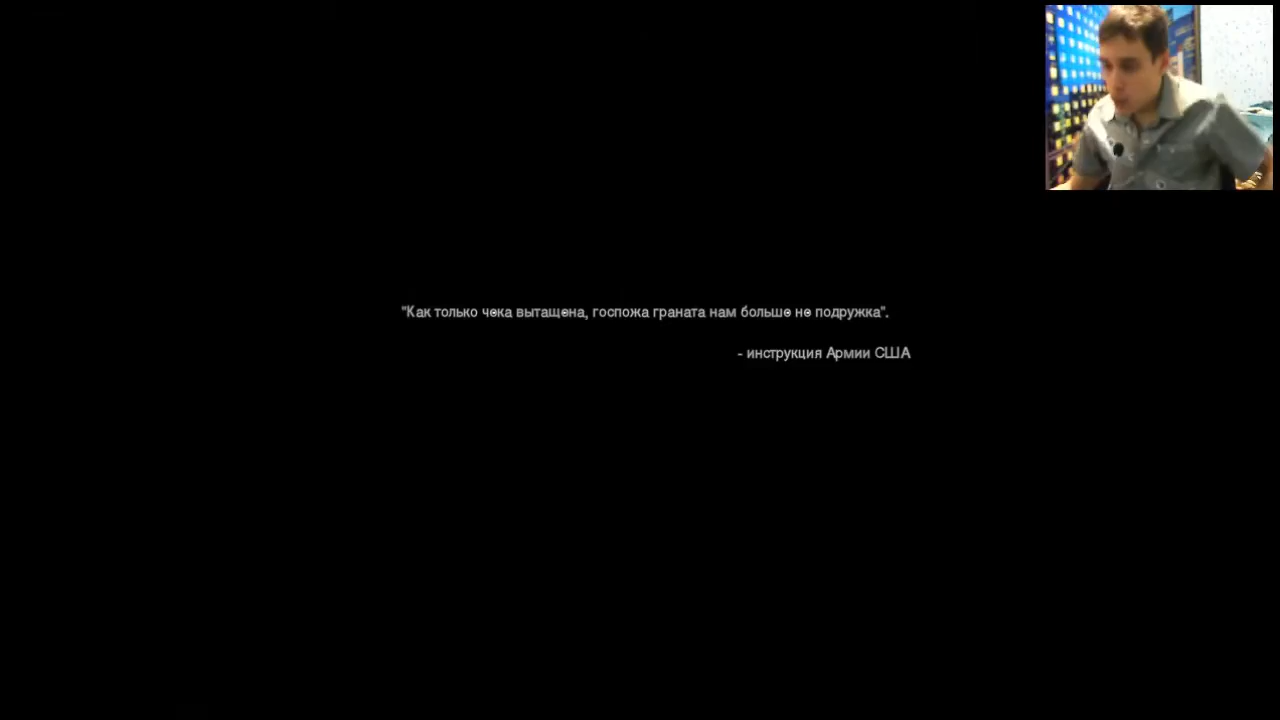 "Как только чека вытащена, госпожа граната нам больше не подружка".
- инструкция Армии США